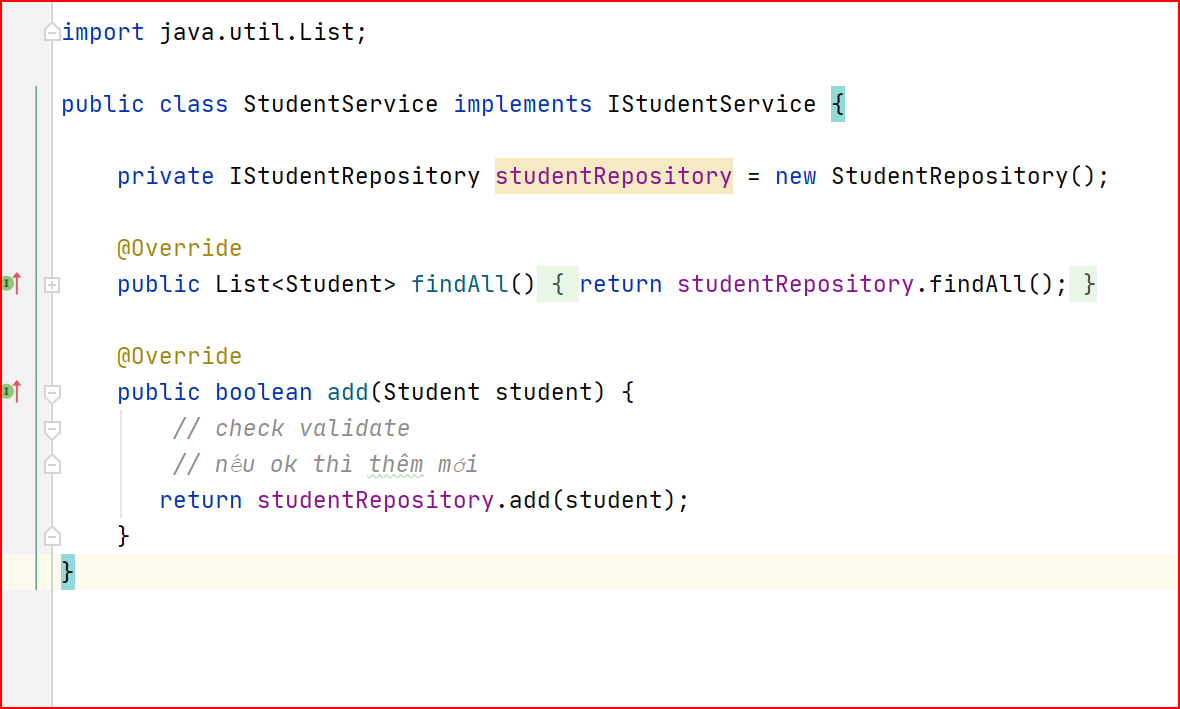 import java.util.List;
public class StudentService implements IStudentService {
private IStudentRepository studentRepository = new StudentRepository();
@Override
public List<Student> findAll() { return studentRepository.findAll(); }
@Override
public boolean add(Student student) {
// check validate
// nếu ok thì thêm mới
return studentRepository.add(student);
}
}